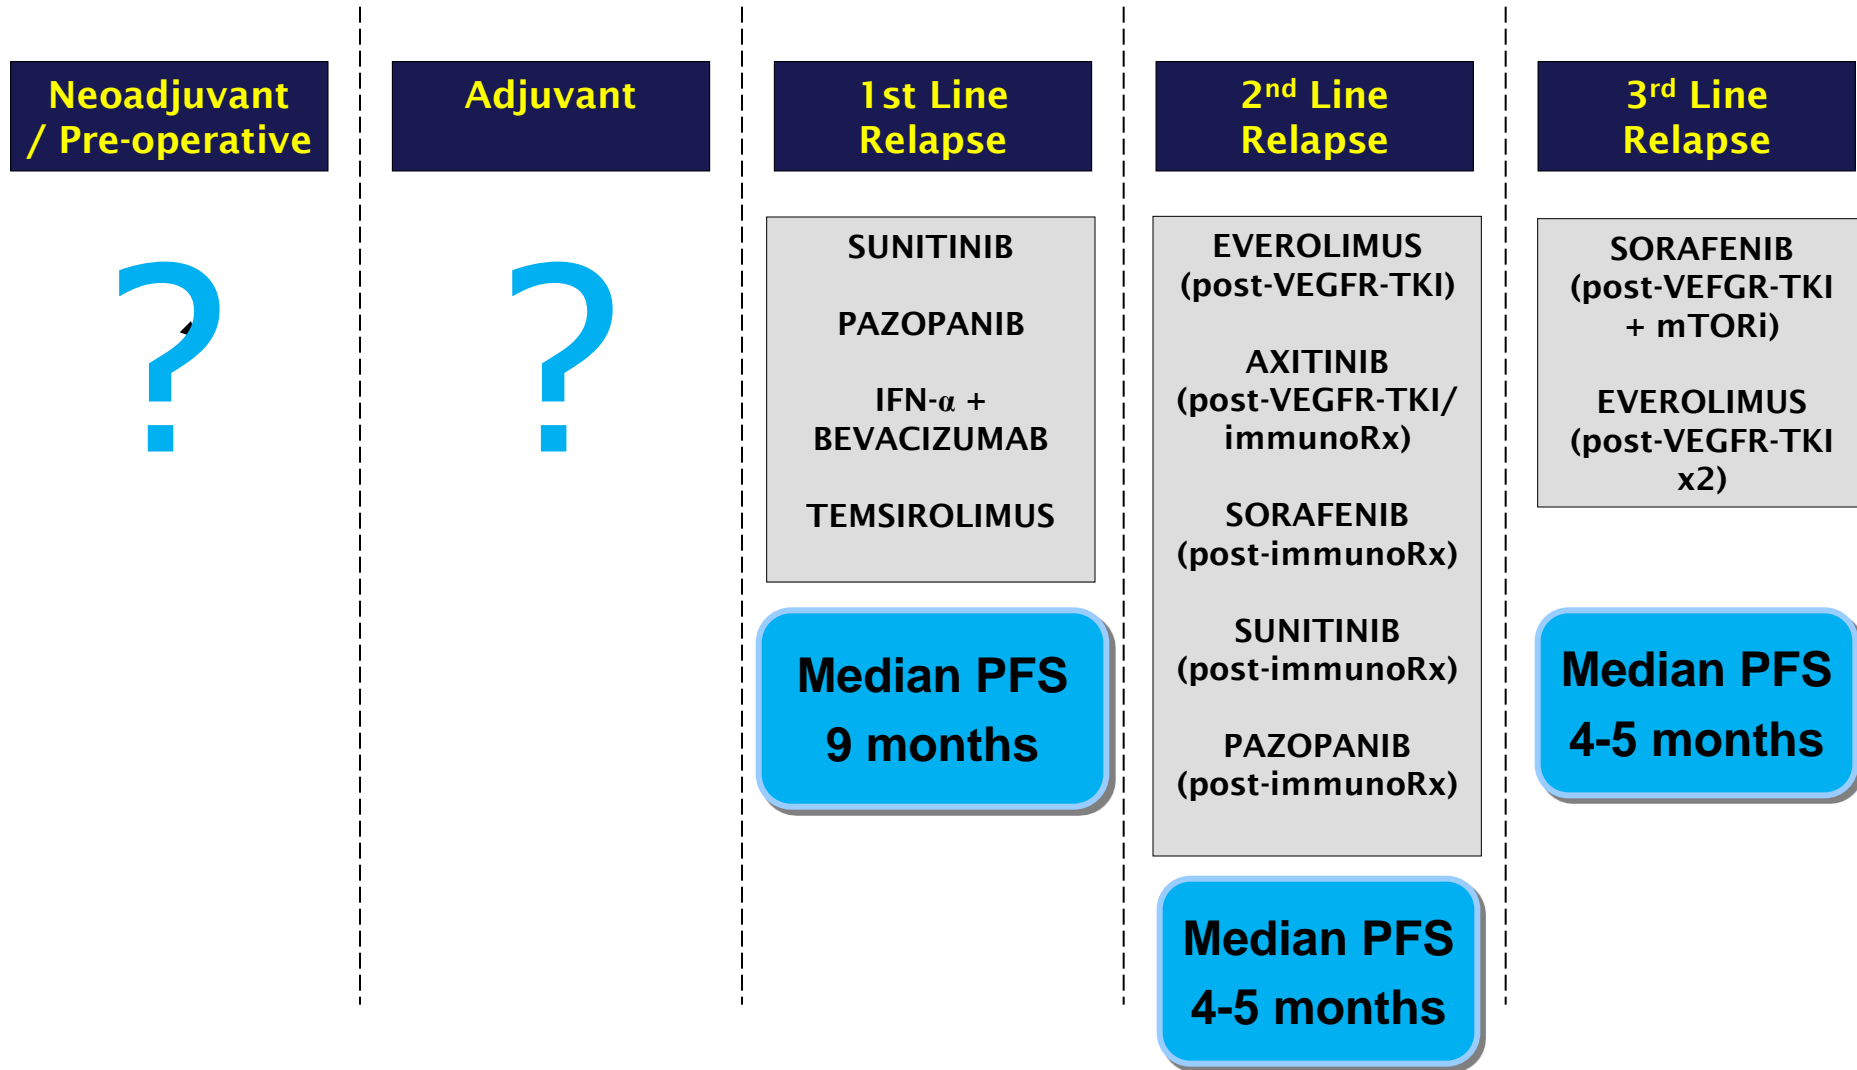 Neoadjuvant
/ Pre-operative
?
Adjuvant
?
1st Line
Relapse
SUNITINIB
PAZOPANIB
IFN-α +
BEVACIZUMAB
TEMSIROLIMUS
Median PFS
9 months
2nd Line
Relapse
EVEROLIMUS
(post-VEGFR-TKI)
AXITINIB
(post-VEGFR-TKI/
immunoRx)
SORAFENIB
(post-immunoRx)
SUNITINIB
(post-immunoRx)
PAZOPANIB
(post-immunoRx)
Median PFS
4-5 months
3rd Line
Relapse
SORAFENIB
(post-VEFGR-TKI
+ mTORi)
EVEROLIMUS
(post-VEGFR-TKI
x2)
Median PFS
4-5 months